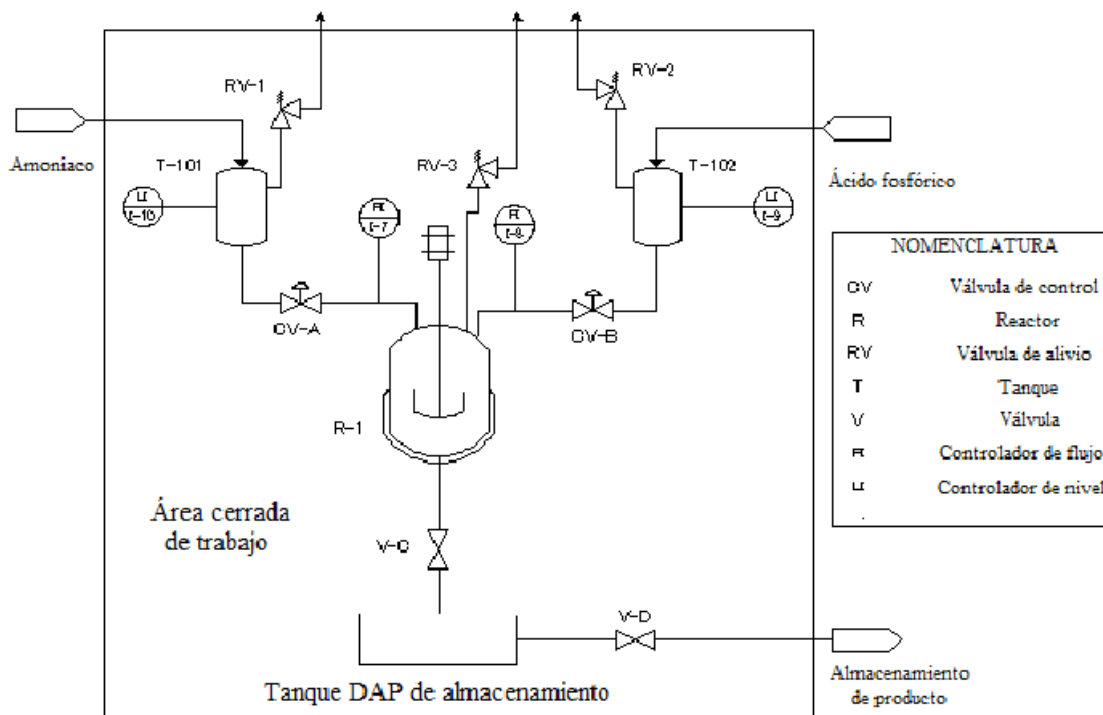 RV-1
RV-2
Amoniaco
T-101
RV-3
T-102
Ácido fosfórico
LI
I-10
FI
I-7
FI
I-8
LI
I-9
CV-A
CV-B
R-1
Área cerrada
de trabajo
V-C
V-D
Tanque DAP de almacenamiento
Almacenamiento
de producto
NOMENCLATURA
CV Válvula de control
R Reactor
RV Válvula de alivio
T Tanque
V Válvula
FI Controlador de flujo
LI Controlador de nivel